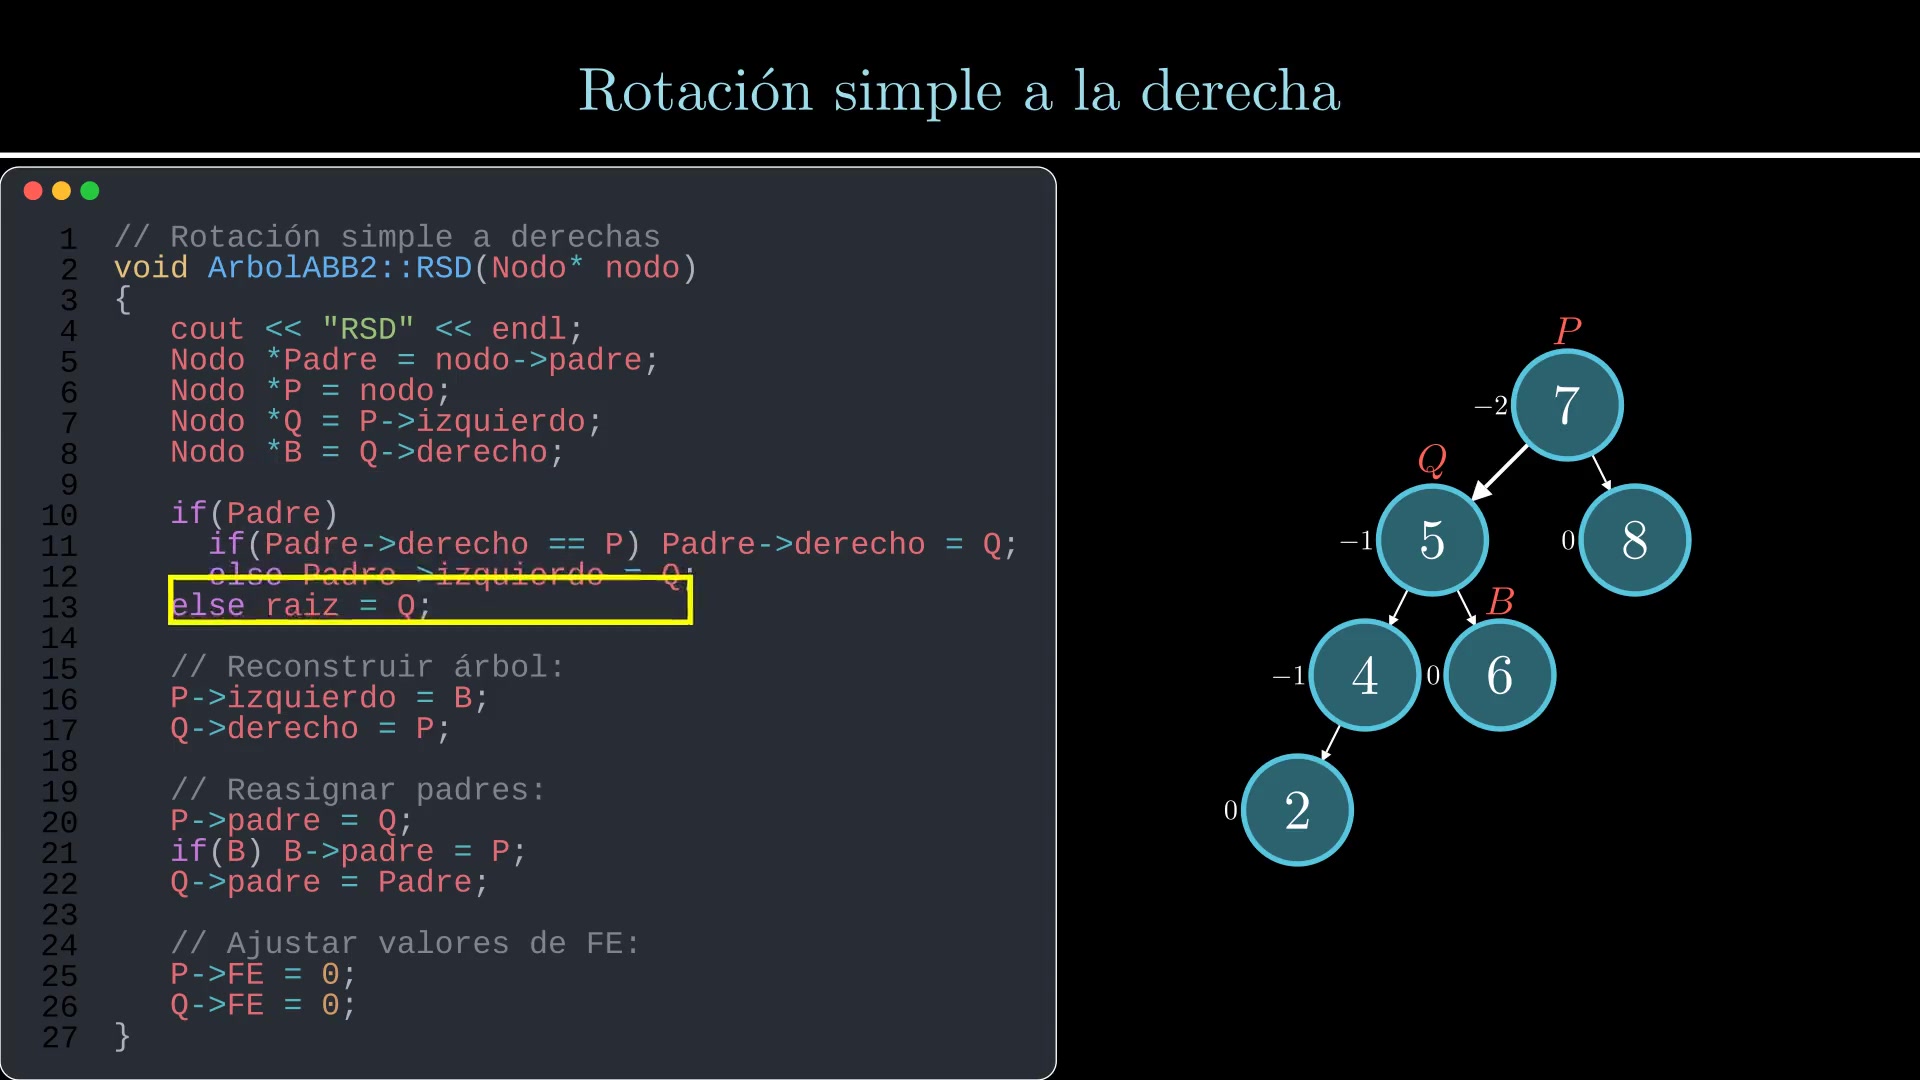 Rotación simple a la derecha
1 // Rotación simple a derechas
2 void ArbolABB2::RSD(Nodo* nodo)
3 {
4 cout << "RSD" << endl;
5 Nodo *Padre = nodo->padre;
6 Nodo *P = nodo;
7 Nodo *Q = P->izquierdo;
8 Nodo *B = Q->derecho;
9
10 if(Padre)
11 if(Padre->derecho == P) Padre->derecho = Q;
12 else Padre->izquierdo = Q;
13 else raiz = Q;
14
15 // Reconstruir árbol:
16 P->izquierdo = B;
17 Q->derecho = P;
18
19 // Reasignar padres:
20 P->padre = Q;
21 if(B) B->padre = P;
22 Q->padre = Padre;
23
24 // Ajustar valores de FE:
25 P->FE = 0;
26 Q->FE = 0;
27 }
P
−2 7
Q
−1 5 0 8
B
−1 4 0 6
0 2